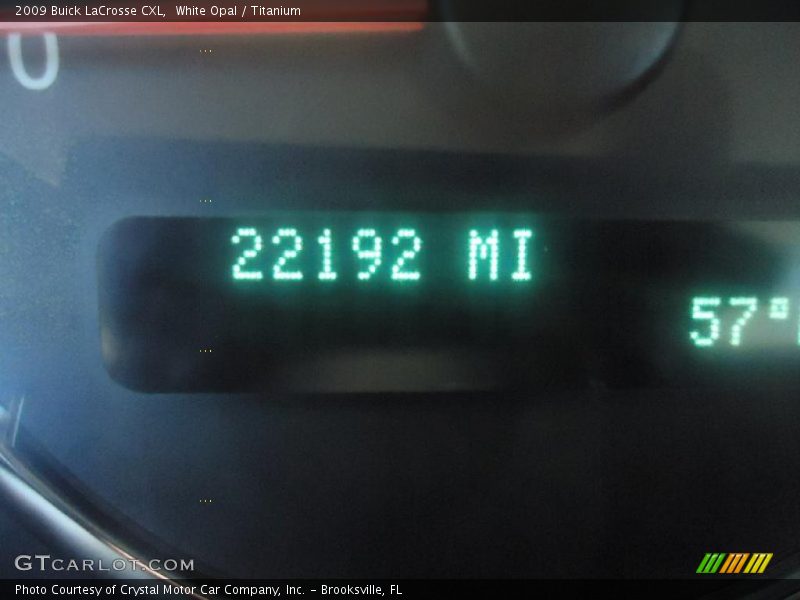 2009 Buick LaCrosse CXL,  White Opal / Titanium
0
22192 MI
57°
GTCARLOT.COM
Photo Courtesy of Crystal Motor Car Company, Inc. – Brooksville, FL